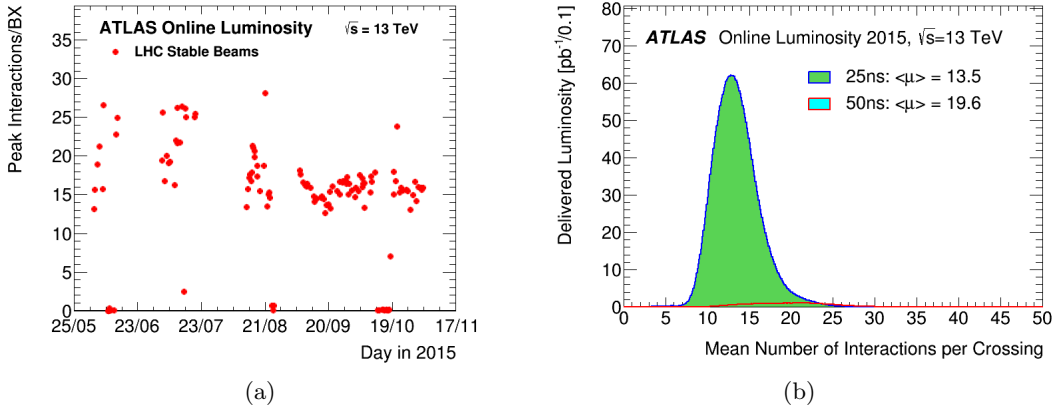 ATLAS Online Luminosity √s = 13 TeV
LHC Stable Beams
Peak Interactions/BX
35
30
25
20
15
10
5
0
25/05 23/06 23/07 21/08 20/09 19/10 17/11
Day in 2015
(a)
ATLAS Online Luminosity 2015, √s=13 TeV
25ns: <μ> = 13.5
50ns: <μ> = 19.6
Delivered Luminosity [pb⁻¹/0.1]
80
70
60
50
40
30
20
10
0
0 5 10 15 20 25 30 35 40 45 50
Mean Number of Interactions per Crossing
(b)